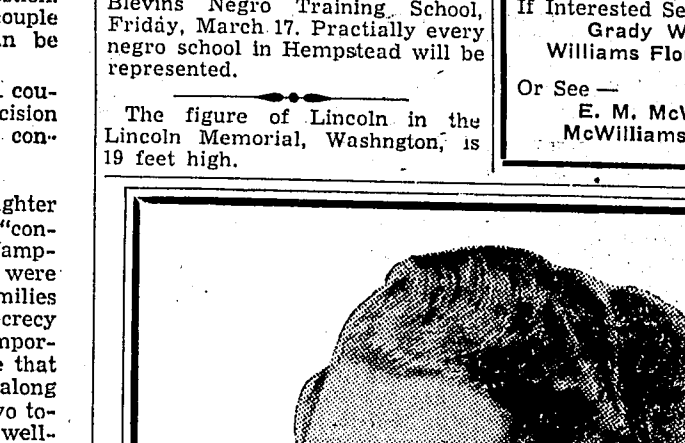 couple
n be
cou-
cision
con-
ghter
"con-
amp-
were
milies
crecy
mpor-
that
along
vo to-
well-
Blevins Negro Training School,
Friday, March 17. Practially every
negro school in Hempstead will be
represented.
The figure of Lincoln in the
Lincoln Memorial, Washngton, is
19 feet high.
If Interested Se
Grady W
Williams Flo
Or See —
E. M. McW
McWilliams